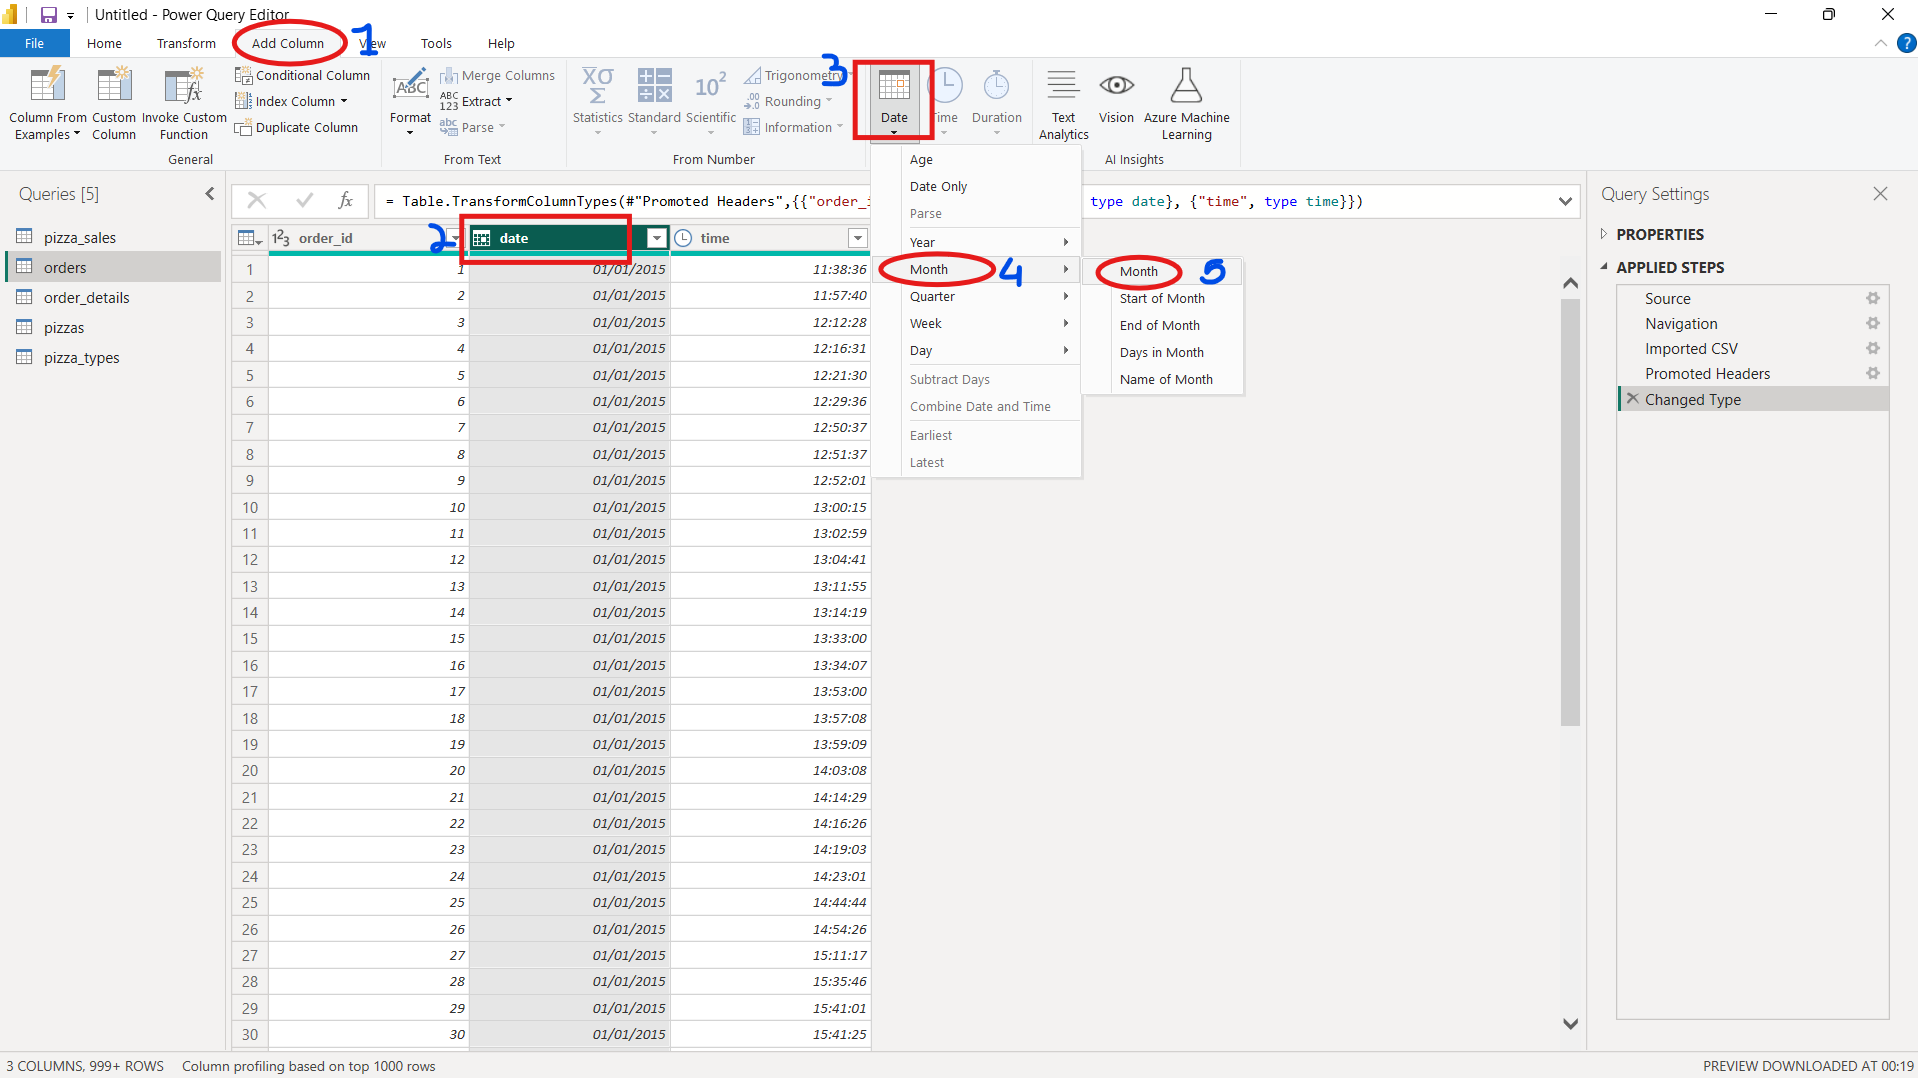 Untitled - Power Query Editor
File Home Transform Add Column 1 View Tools Help
Column From Examples
Custom Column
Invoke Custom Function
Conditional Column
Index Column
Duplicate Column
General
Format
Merge Columns
Extract
Parse
From Text
Statistics
Standard
Scientific
Trigonometry
Rounding
Information
From Number
3
Date
Time
Duration
Text Analytics
Vision
Azure Machine Learning
AI Insights
Age
Date Only
Parse
Year
Month 4
Quarter
Week
Day
Subtract Days
Combine Date and Time
Earliest
Latest
Month 5
Start of Month
End of Month
Days in Month
Name of Month
Queries [5]
pizza_sales
orders
order_details
pizzas
pizza_types
fx = Table.TransformColumnTypes(#"Promoted Headers",{{"order_i type date}, {"time", type time}})
order_id 2 date time
1 1 01/01/2015 11:38:36
2 2 01/01/2015 11:57:40
3 3 01/01/2015 12:12:28
4 4 01/01/2015 12:16:31
5 5 01/01/2015 12:21:30
6 6 01/01/2015 12:29:36
7 7 01/01/2015 12:50:37
8 8 01/01/2015 12:51:37
9 9 01/01/2015 12:52:01
10 10 01/01/2015 13:00:15
11 11 01/01/2015 13:02:59
12 12 01/01/2015 13:04:41
13 13 01/01/2015 13:11:55
14 14 01/01/2015 13:14:19
15 15 01/01/2015 13:33:00
16 16 01/01/2015 13:34:07
17 17 01/01/2015 13:53:00
18 18 01/01/2015 13:57:08
19 19 01/01/2015 13:59:09
20 20 01/01/2015 14:03:08
21 21 01/01/2015 14:14:29
22 22 01/01/2015 14:16:26
23 23 01/01/2015 14:19:03
24 24 01/01/2015 14:23:01
25 25 01/01/2015 14:44:44
26 26 01/01/2015 14:54:26
27 27 01/01/2015 15:11:17
28 28 01/01/2015 15:35:46
29 29 01/01/2015 15:41:01
30 30 01/01/2015 15:41:25
Query Settings
PROPERTIES
APPLIED STEPS
Source
Navigation
Imported CSV
Promoted Headers
Changed Type
3 COLUMNS, 999+ ROWS Column profiling based on top 1000 rows
PREVIEW DOWNLOADED AT 00:19